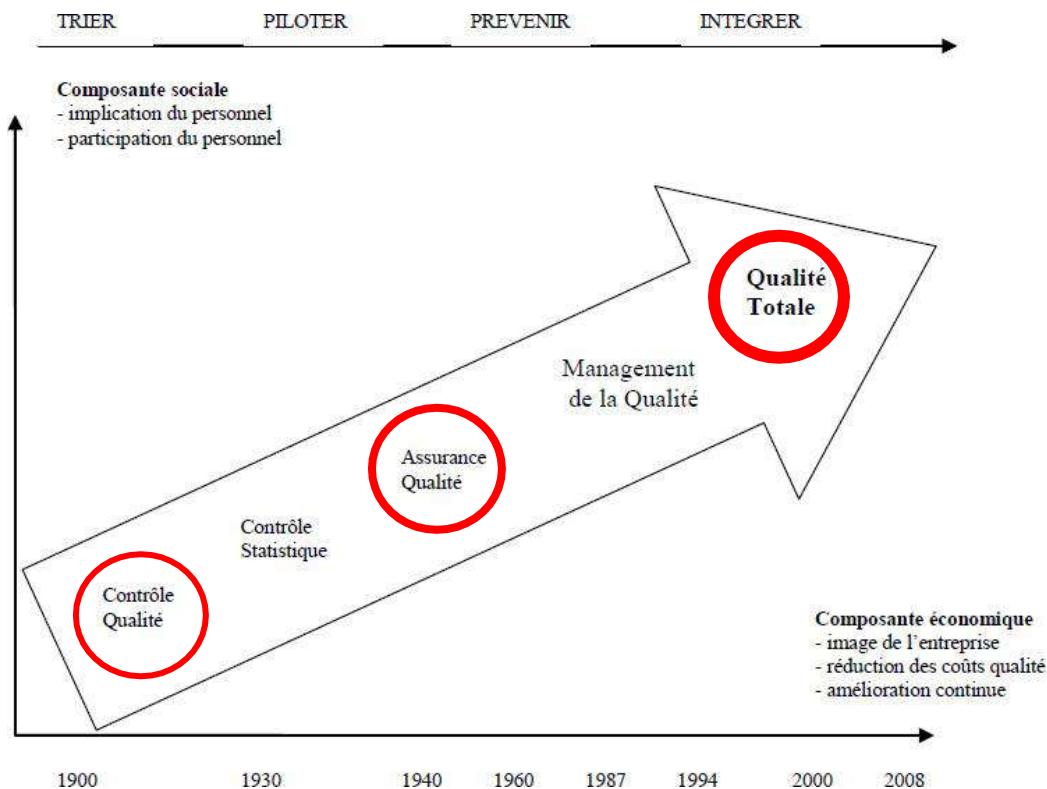 TRIER PILOTER PREVENIR INTEGRER
Composante sociale
- implication du personnel
- participation du personnel
Qualité
Totale
Management
de la Qualité
Assurance
Qualité
Contrôle
Statistique
Contrôle
Qualité
Composante économique
- image de l’entreprise
- réduction des coûts qualité
- amélioration continue
1900 1930 1940 1960 1987 1994 2000 2008